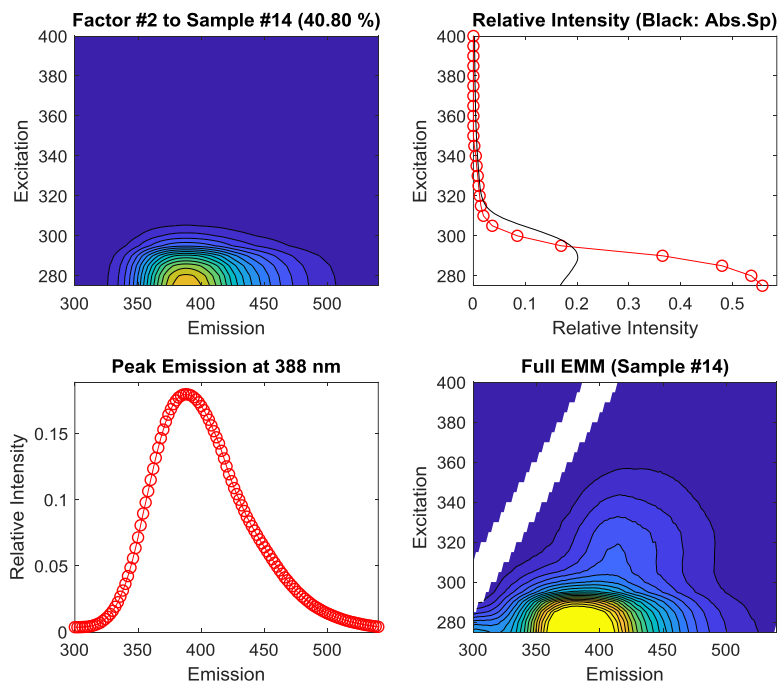 Factor #2 to Sample #14 (40.80 %)
400
380
360
340
320
300
280
Excitation
300 350 400 450 500
Emission
Relative Intensity (Black: Abs.Sp)
400
380
360
340
320
300
280
Excitation
0 0.1 0.2 0.3 0.4 0.5
Relative Intensity
Peak Emission at 388 nm
0.15
0.1
0.05
0
Relative Intensity
300 350 400 450 500
Emission
Full EMM (Sample #14)
400
380
360
340
320
300
280
Excitation
300 350 400 450 500
Emission